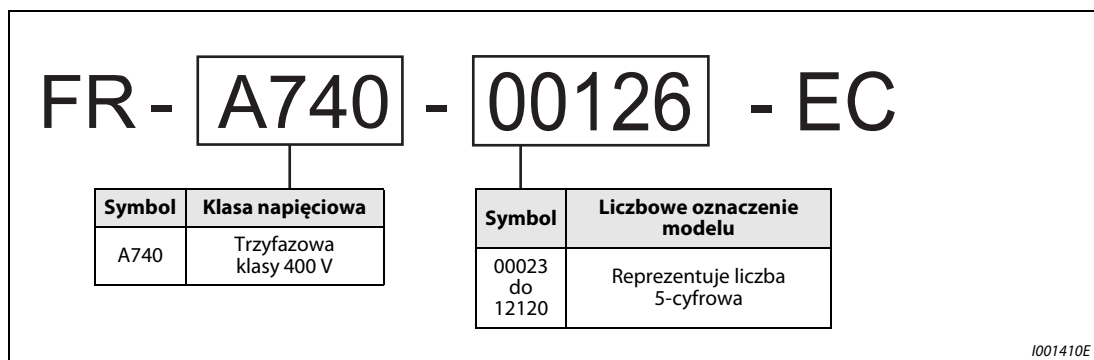 FR - A740 - 00126 - EC
Symbol Klasa napięciowa
A740 Trzyfazowa
klasy 400 V
Symbol Liczbowe oznaczenie
modelu
00023
do
12120
Reprezentuje liczba
5-cyfrowa
I001410E